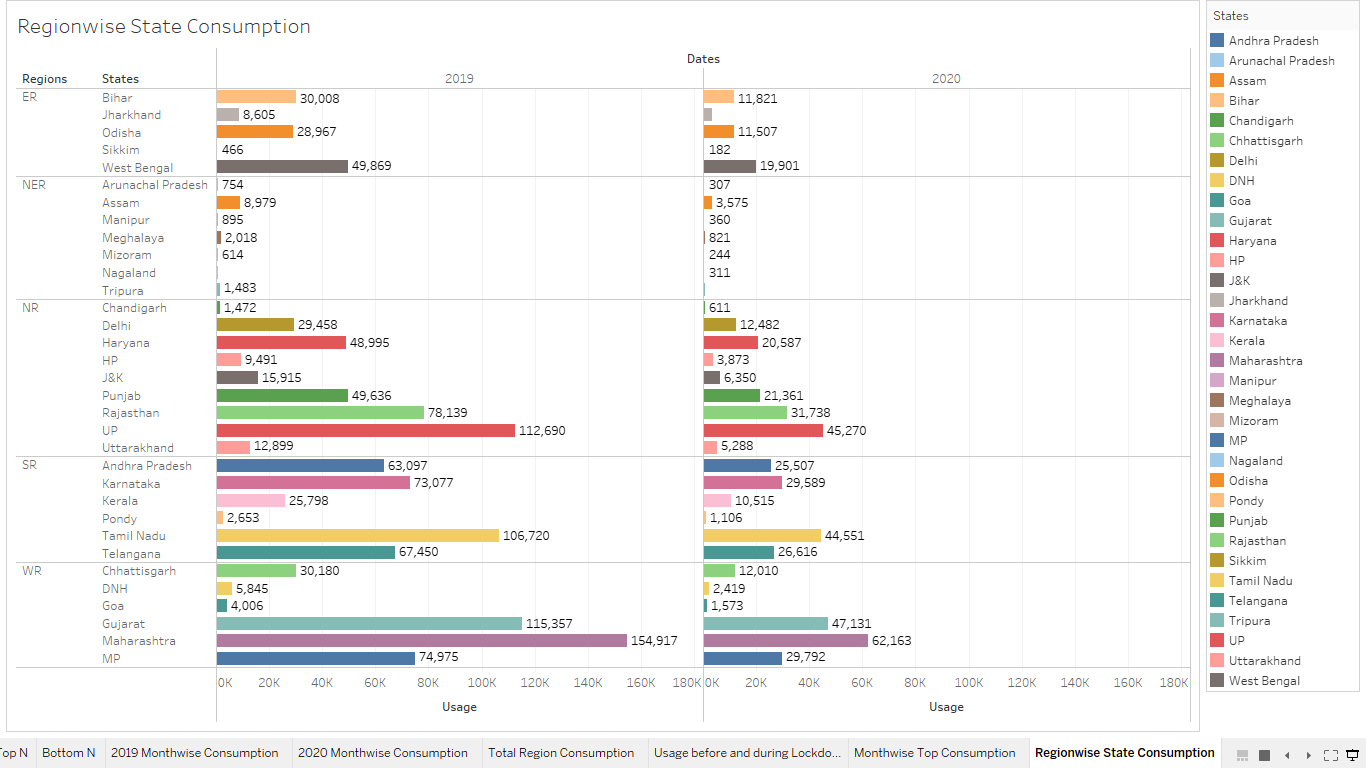 Regionwise State Consumption
Dates
Regions States 2019 2020
ER Bihar 30,008 11,821
Jharkhand 8,605
Odisha 28,967 11,507
Sikkim 466 182
West Bengal 49,869 19,901
NER Arunachal Pradesh 754 307
Assam 8,979 3,575
Manipur 895 360
Meghalaya 2,018 821
Mizoram 614 244
Nagaland 311
Tripura 1,483
NR Chandigarh 1,472 611
Delhi 29,458 12,482
Haryana 48,995 20,587
HP 9,491 3,873
J&K 15,915 6,350
Punjab 49,636 21,361
Rajasthan 78,139 31,738
UP 112,690 45,270
Uttarakhand 12,899 5,288
SR Andhra Pradesh 63,097 25,507
Karnataka 73,077 29,589
Kerala 25,798 10,515
Pondy 2,653 1,106
Tamil Nadu 106,720 44,551
Telangana 67,450 26,616
WR Chhattisgarh 30,180 12,010
DNH 5,845 2,419
Goa 4,006 1,573
Gujarat 115,357 47,131
Maharashtra 154,917 62,163
MP 74,975 29,792
0K 20K 40K 60K 80K 100K 120K 140K 160K 180K 0K 20K 40K 60K 80K 100K 120K 140K 160K 180K
Usage Usage
States
Andhra Pradesh
Arunachal Pradesh
Assam
Bihar
Chandigarh
Chhattisgarh
Delhi
DNH
Goa
Gujarat
Haryana
HP
J&K
Jharkhand
Karnataka
Kerala
Maharashtra
Manipur
Meghalaya
Mizoram
MP
Nagaland
Odisha
Pondy
Punjab
Rajasthan
Sikkim
Tamil Nadu
Telangana
Tripura
UP
Uttarakhand
West Bengal
op N Bottom N 2019 Monthwise Consumption 2020 Monthwise Consumption Total Region Consumption Usage before and during Lockdo... Monthwise Top Consumption Regionwise State Consumption